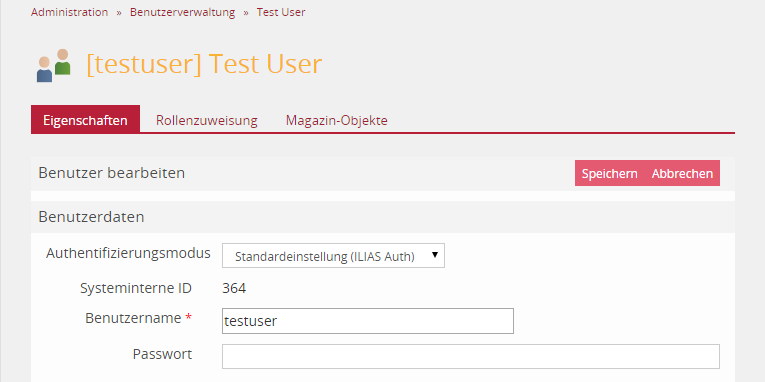 Administration » Benutzerverwaltung » Test User
[testuser] Test User
Eigenschaften Rollenzuweisung Magazin-Objekte
Benutzer bearbeiten Speichern Abbrechen
Benutzerdaten
Authentifizierungsmodus Standardeinstellung (ILIAS Auth)
Systeminterne ID 364
Benutzername * testuser
Passwort